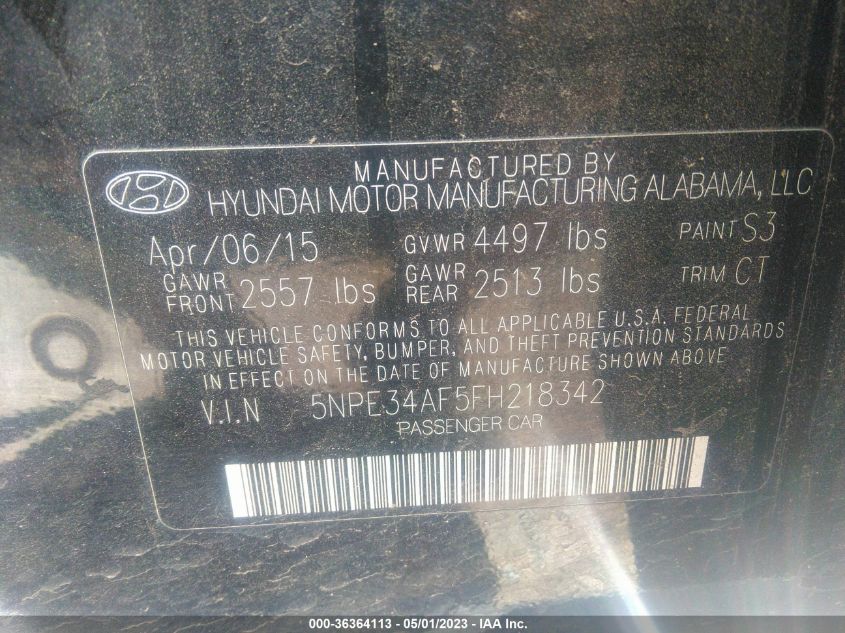 MANUFACTURED BY
HYUNDAI MOTOR MANUFACTURING ALABAMA, LLC
Apr/06/15 GVWR 4497 lbs PAINT S3
GAWR FRONT 2557 lbs GAWR REAR 2513 lbs TRIM CT
THIS VEHICLE CONFORMS TO ALL APPLICABLE U.S.A. FEDERAL
MOTOR VEHICLE SAFETY, BUMPER, AND THEFT PREVENTION STANDARDS
IN EFFECT ON THE DATE OF MANUFACTURE SHOWN ABOVE
V.I.N 5NPE34AF5FH218342
PASSENGER CAR
000-36364113 - 05/01/2023 - IAA Inc.